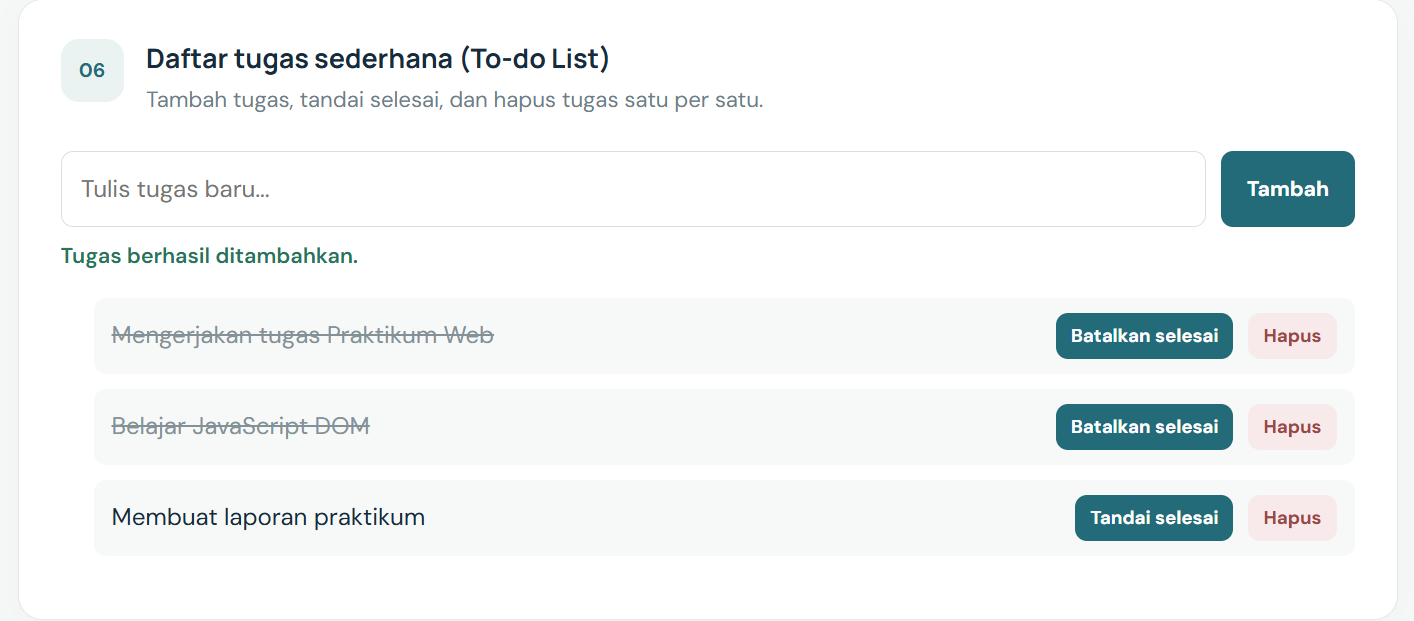 06
Daftar tugas sederhana (To-do List)
Tambah tugas, tandai selesai, dan hapus tugas satu per satu.
Tulis tugas baru...
Tambah
Tugas berhasil ditambahkan.
Mengerjakan tugas Praktikum Web
Batalkan selesai
Hapus
Belajar JavaScript DOM
Batalkan selesai
Hapus
Membuat laporan praktikum
Tandai selesai
Hapus